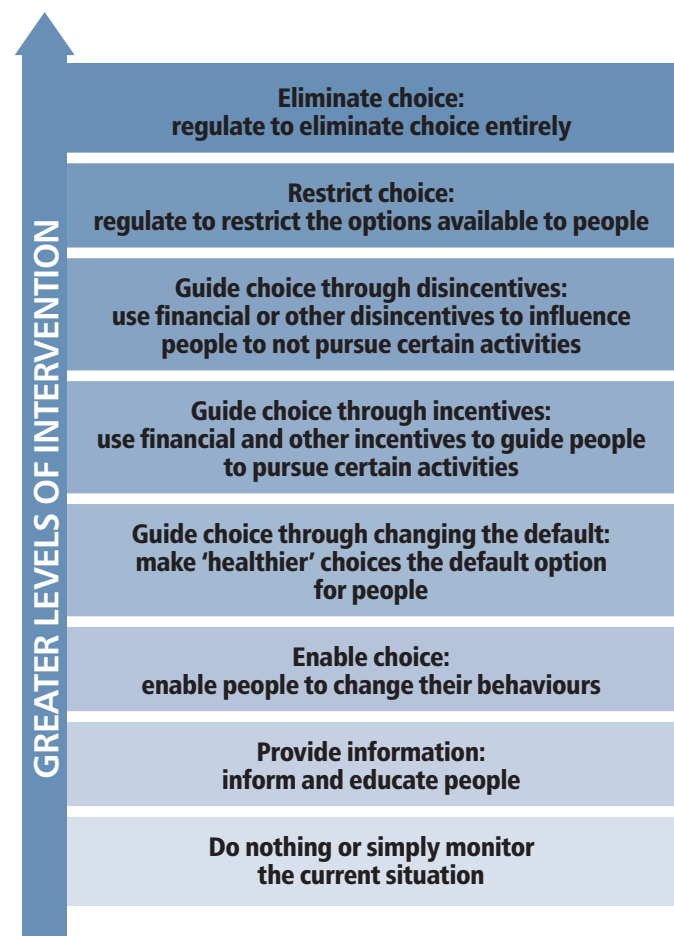 GREATER LEVELS OF INTERVENTION
Eliminate choice:
regulate to eliminate choice entirely
Restrict choice:
regulate to restrict the options available to people
Guide choice through disincentives:
use financial or other disincentives to influence
people to not pursue certain activities
Guide choice through incentives:
use financial and other incentives to guide people
to pursue certain activities
Guide choice through changing the default:
make ‘healthier’ choices the default option
for people
Enable choice:
enable people to change their behaviours
Provide information:
inform and educate people
Do nothing or simply monitor
the current situation